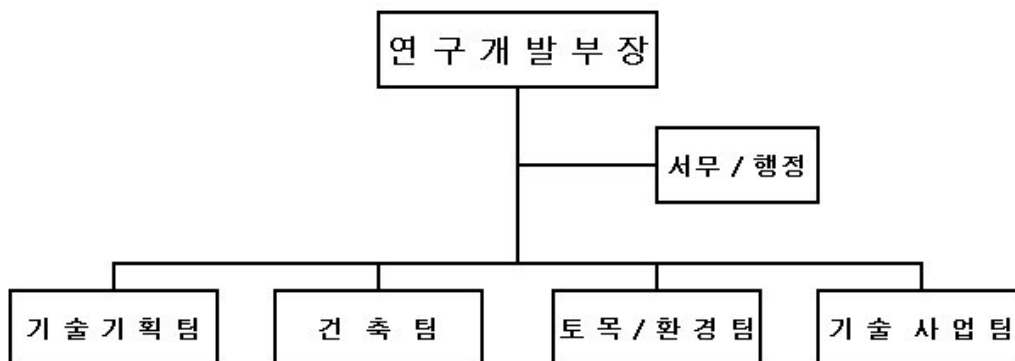 연구개발부장
서무/행정
기술기획팀
건축팀
토목/환경팀
기술사업팀